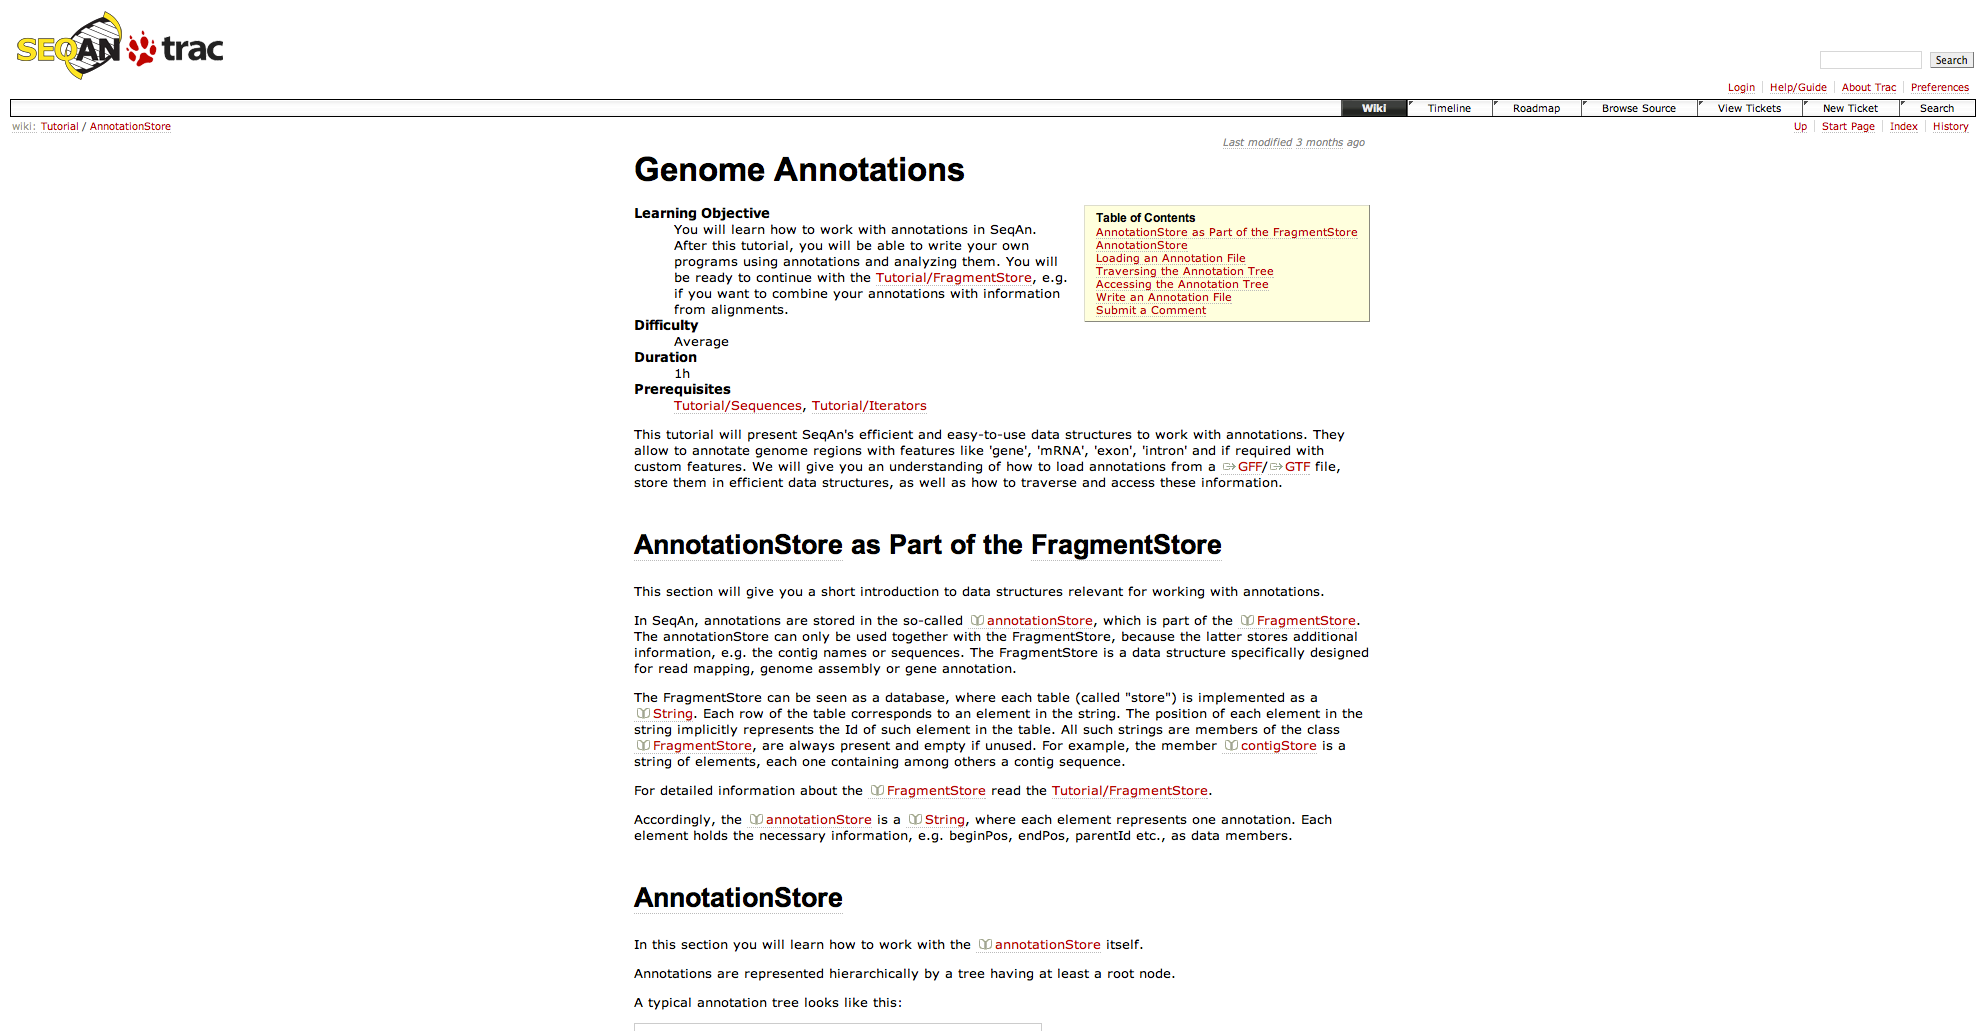 SEQAN trac
Search
Login Help/Guide About Trac Preferences
Wiki Timeline Roadmap Browse Source View Tickets New Ticket Search
wiki: Tutorial / AnnotationStore
Up Start Page Index History
Last modified 3 months ago
Genome Annotations
Learning Objective
You will learn how to work with annotations in SeqAn.
After this tutorial, you will be able to write your own
programs using annotations and analyzing them. You will
be ready to continue with the Tutorial/FragmentStore, e.g.
if you want to combine your annotations with information
from alignments.
Difficulty
Average
Duration
1h
Prerequisites
Tutorial/Sequences, Tutorial/Iterators
Table of Contents
AnnotationStore as Part of the FragmentStore
AnnotationStore
Loading an Annotation File
Traversing the Annotation Tree
Accessing the Annotation Tree
Write an Annotation File
Submit a Comment
This tutorial will present SeqAn's efficient and easy-to-use data structures to work with annotations. They
allow to annotate genome regions with features like 'gene', 'mRNA', 'exon', 'intron' and if required with
custom features. We will give you an understanding of how to load annotations from a GFF/GTF file,
store them in efficient data structures, as well as how to traverse and access these information.
AnnotationStore as Part of the FragmentStore
This section will give you a short introduction to data structures relevant for working with annotations.
In SeqAn, annotations are stored in the so-called annotationStore, which is part of the FragmentStore.
The annotationStore can only be used together with the FragmentStore, because the latter stores additional
information, e.g. the contig names or sequences. The FragmentStore is a data structure specifically designed
for read mapping, genome assembly or gene annotation.
The FragmentStore can be seen as a database, where each table (called "store") is implemented as a
String. Each row of the table corresponds to an element in the string. The position of each element in the
string implicitly represents the Id of such element in the table. All such strings are members of the class
FragmentStore, are always present and empty if unused. For example, the member contigStore is a
string of elements, each one containing among others a contig sequence.
For detailed information about the FragmentStore read the Tutorial/FragmentStore.
Accordingly, the annotationStore is a String, where each element represents one annotation. Each
element holds the necessary information, e.g. beginPos, endPos, parentId etc., as data members.
AnnotationStore
In this section you will learn how to work with the annotationStore itself.
Annotations are represented hierarchically by a tree having at least a root node.
A typical annotation tree looks like this: